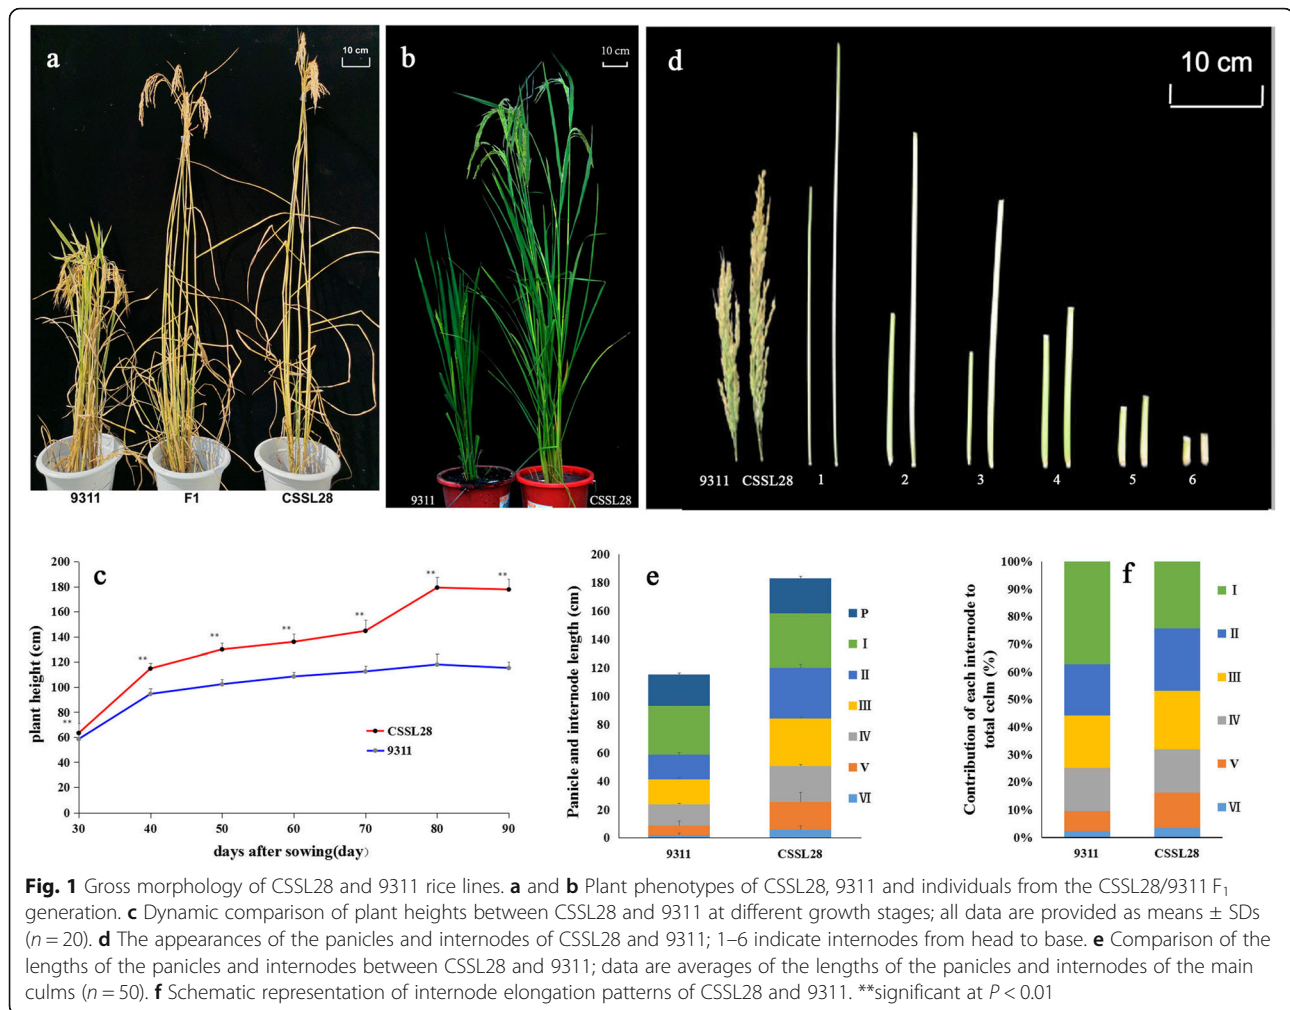 a
10 cm
9311
F1
CSSL28
b
10 cm
9311
CSSL28
d
10 cm
9311 CSSL28 1 2 3 4 5 6
c
plant height (cm)
200
180
160
140
120
100
80
60
40
20
0
** ** ** ** ** ** **
CSSL28
9311
30 40 50 60 70 80 90
days after sowing(day)
e
Panicle and internode length (cm)
200
180
160
140
120
100
80
60
40
20
0
P
I
II
III
IV
V
VI
9311 CSSL28
f
Contribution of each internode to
total cclm (%)
100%
90%
80%
70%
60%
50%
40%
30%
20%
10%
0%
I
II
III
IV
V
VI
9311 CSSL28
Fig. 1 Gross morphology of CSSL28 and 9311 rice lines. a and b Plant phenotypes of CSSL28, 9311 and individuals from the CSSL28/9311 F₁
generation. c Dynamic comparison of plant heights between CSSL28 and 9311 at different growth stages; all data are provided as means ± SDs
(n = 20). d The appearances of the panicles and internodes of CSSL28 and 9311; 1–6 indicate internodes from head to base. e Comparison of the
lengths of the panicles and internodes between CSSL28 and 9311; data are averages of the lengths of the panicles and internodes of the main
culms (n = 50). f Schematic representation of internode elongation patterns of CSSL28 and 9311. **significant at P < 0.01